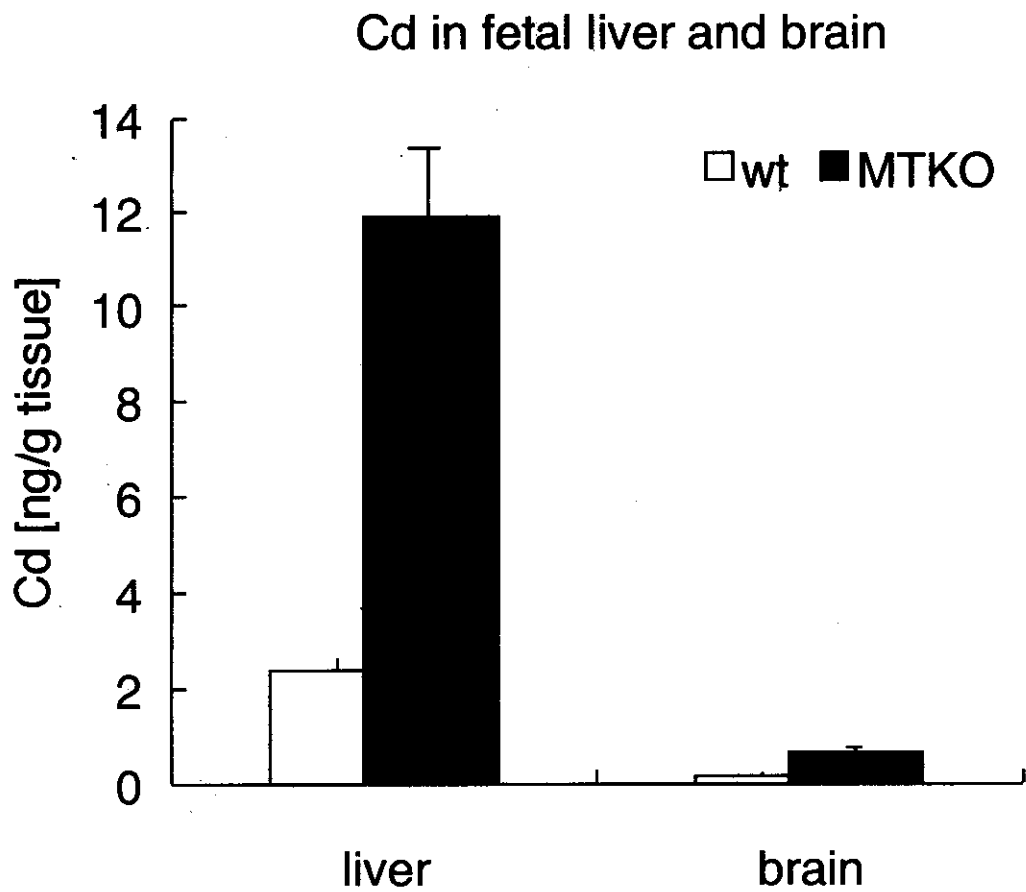 Cd in fetal liver and brain
wt MTKO
Cd [ng/g tissue]
14
12
10
8
6
4
2
0
liver brain